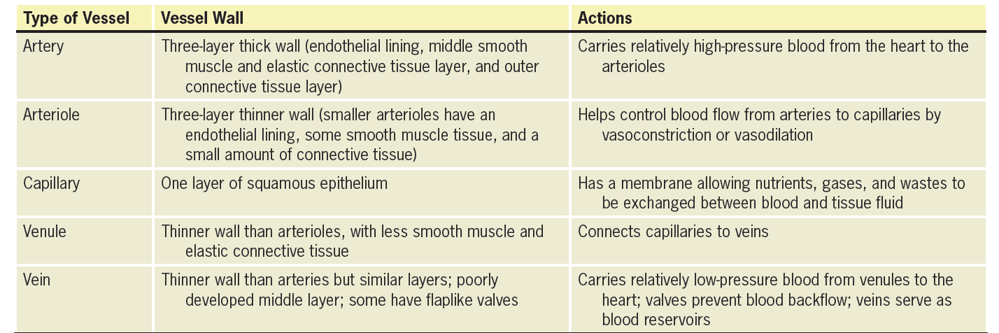 Type of Vessel
Vessel Wall
Actions
Artery
Three-layer thick wall (endothelial lining, middle smooth
muscle and elastic connective tissue layer, and outer
connective tissue layer)
Carries relatively high-pressure blood from the heart to the
arterioles
Arteriole
Three-layer thinner wall (smaller arterioles have an
endothelial lining, some smooth muscle tissue, and a
small amount of connective tissue)
Helps control blood flow from arteries to capillaries by
vasoconstriction or vasodilation
Capillary
One layer of squamous epithelium
Has a membrane allowing nutrients, gases, and wastes to
be exchanged between blood and tissue fluid
Venule
Thinner wall than arterioles, with less smooth muscle and
elastic connective tissue
Connects capillaries to veins
Vein
Thinner wall than arteries but similar layers; poorly
developed middle layer; some have flaplike valves
Carries relatively low-pressure blood from venules to the
heart; valves prevent blood backflow; veins serve as
blood reservoirs